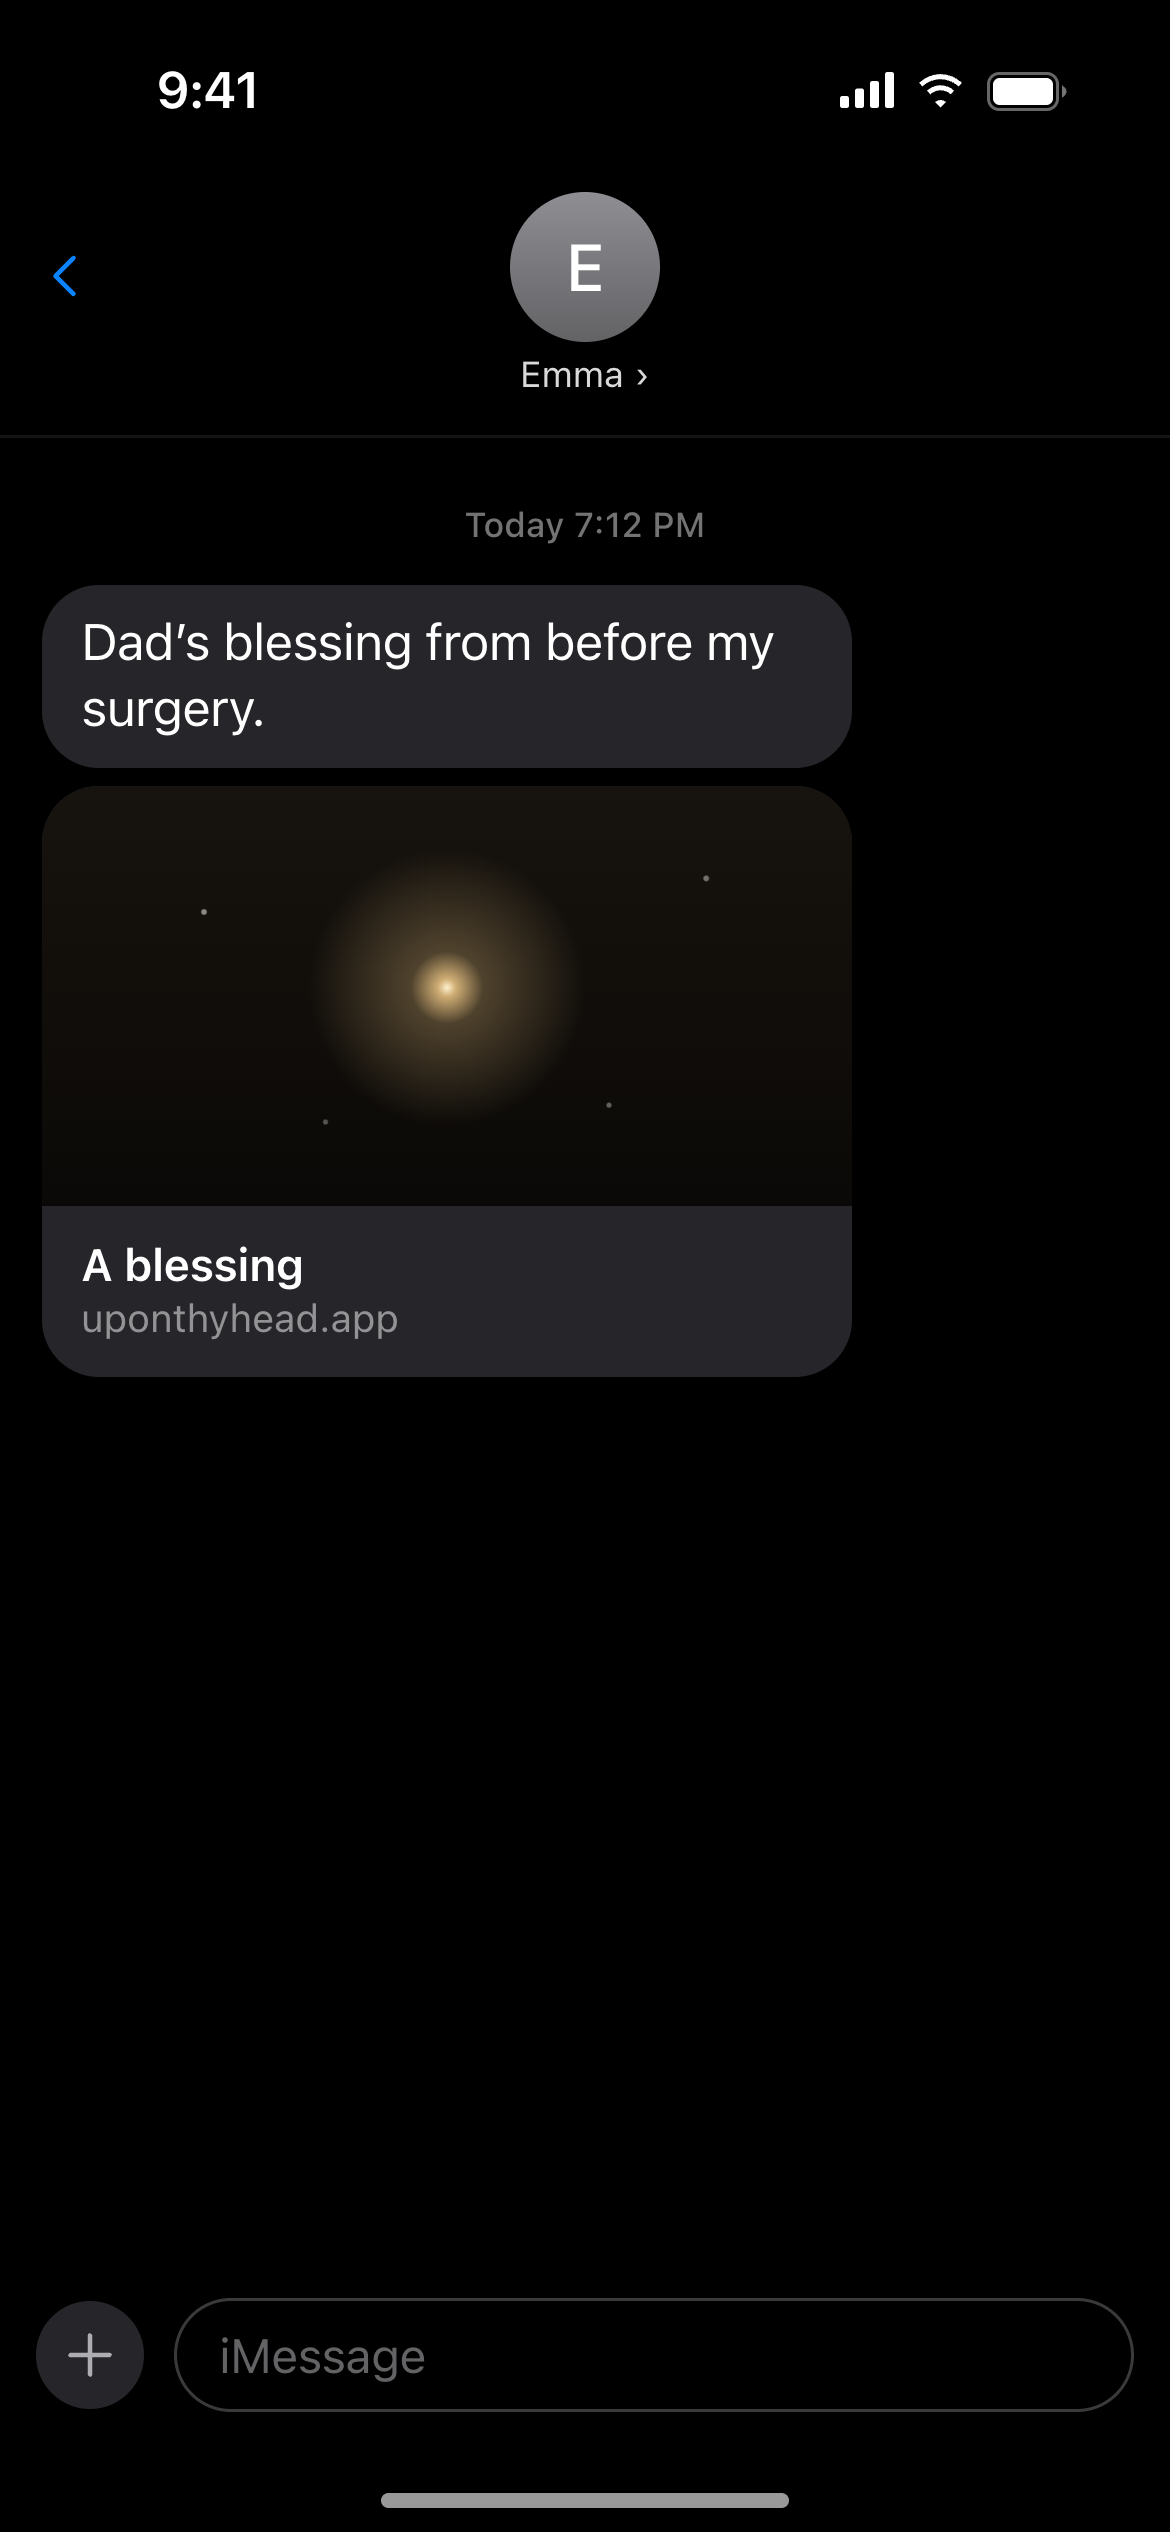 9:41
E
Emma ›
Today 7:12 PM
Dad’s blessing from before my
surgery.
A blessing
uponthyhead.app
iMessage